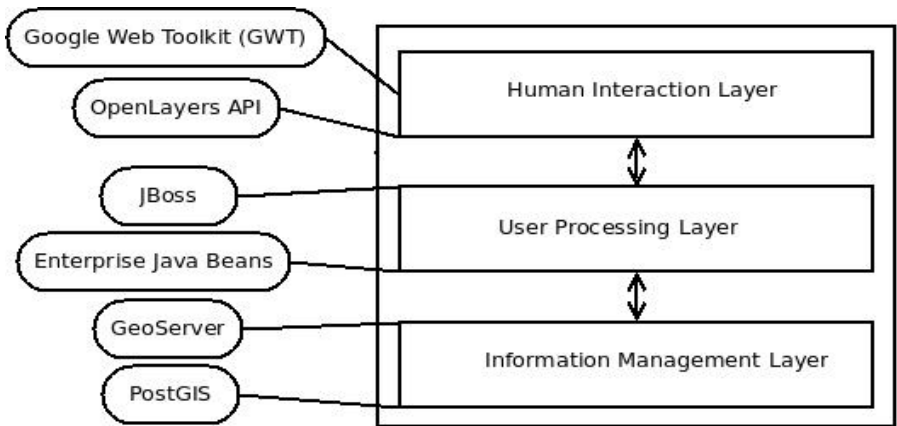 Google Web Toolkit (GWT)
Human Interaction Layer
OpenLayers API
JBoss
User Processing Layer
Enterprise Java Beans
GeoServer
Information Management Layer
PostGIS